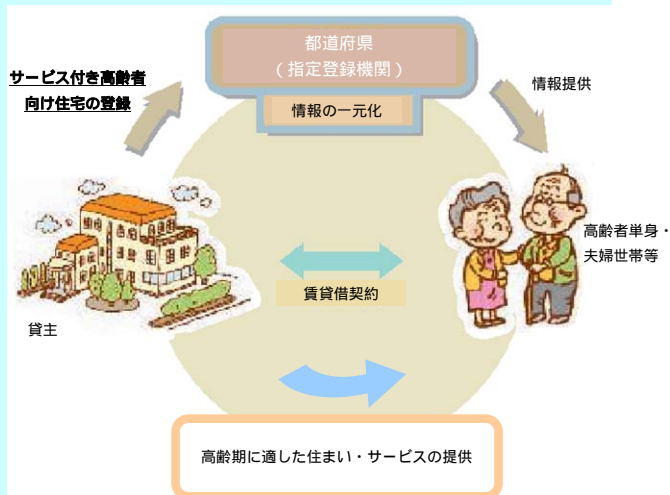 都道府県
（指定登録機関）
情報の一元化
サービス付き高齢者
向け住宅の登録
情報提供
高齢者単身・
夫婦世帯等
賃貸借契約
貸主
高齢期に適した住まい・サービスの提供